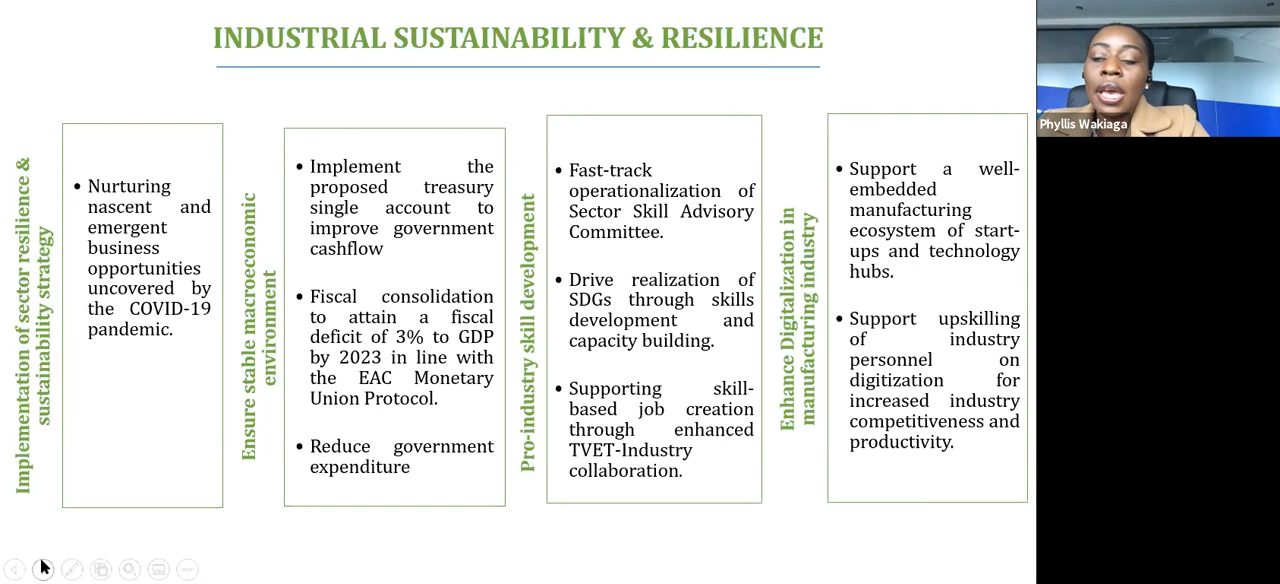 INDUSTRIAL SUSTAINABILITY & RESILIENCE
Implementation of sector resilience &
sustainability strategy
• Nurturing
nascent and
emergent
business
opportunities
uncovered by
the COVID-19
pandemic.
Ensure stable macroeconomic
environment
• Implement the
proposed treasury
single account to
improve government
cashflow
• Fiscal consolidation
to attain a fiscal
deficit of 3% to GDP
by 2023 in line with
the EAC Monetary
Union Protocol.
• Reduce government
expenditure
Pro-industry skill development
• Fast-track
operationalization of
Sector Skill Advisory
Committee.
• Drive realization of
SDGs through skills
development and
capacity building.
• Supporting skill-
based job creation
through enhanced
TVET-Industry
collaboration.
Enhance Digitalization in
manufacturing industry
• Support a well-
embedded
manufacturing
ecosystem of start-
ups and technology
hubs.
• Support upskilling
of industry
personnel on
digitization for
increased industry
competitiveness and
productivity.
Phyllis Wakiaga